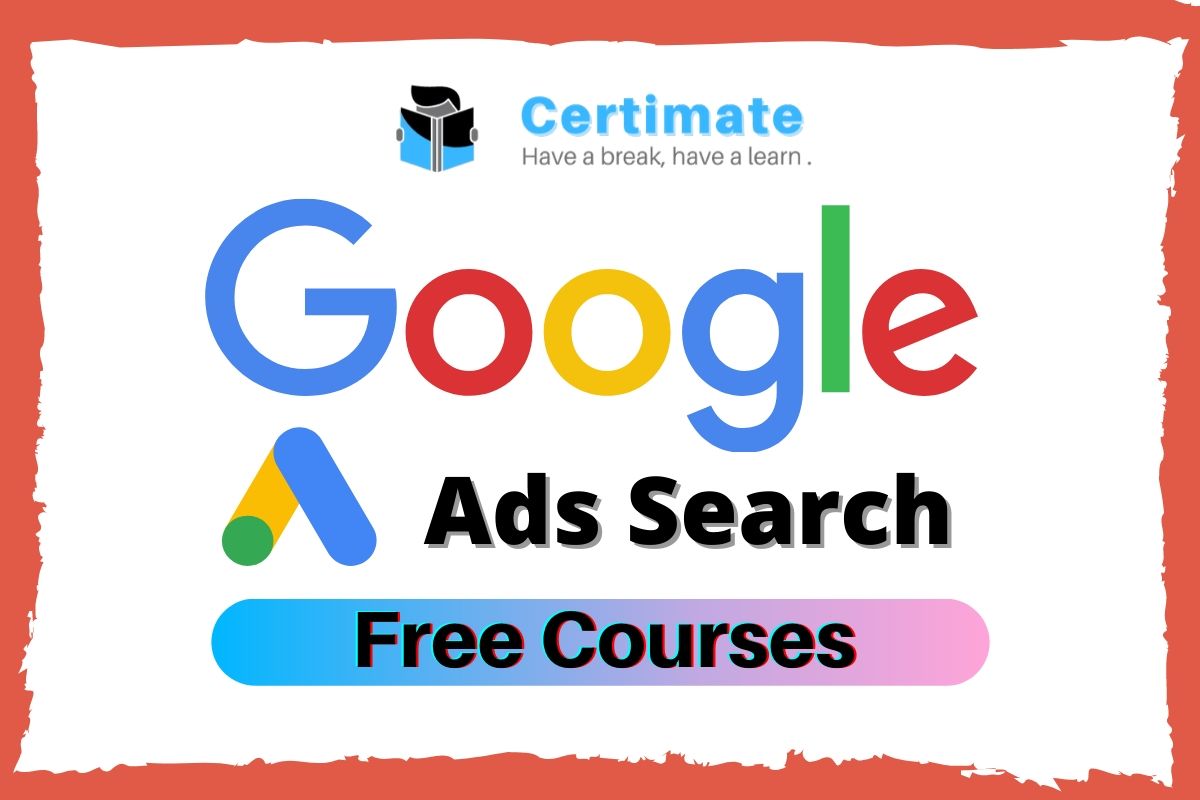 Certimate
Have a break, have a learn .
Google
Ads Search
Free Courses